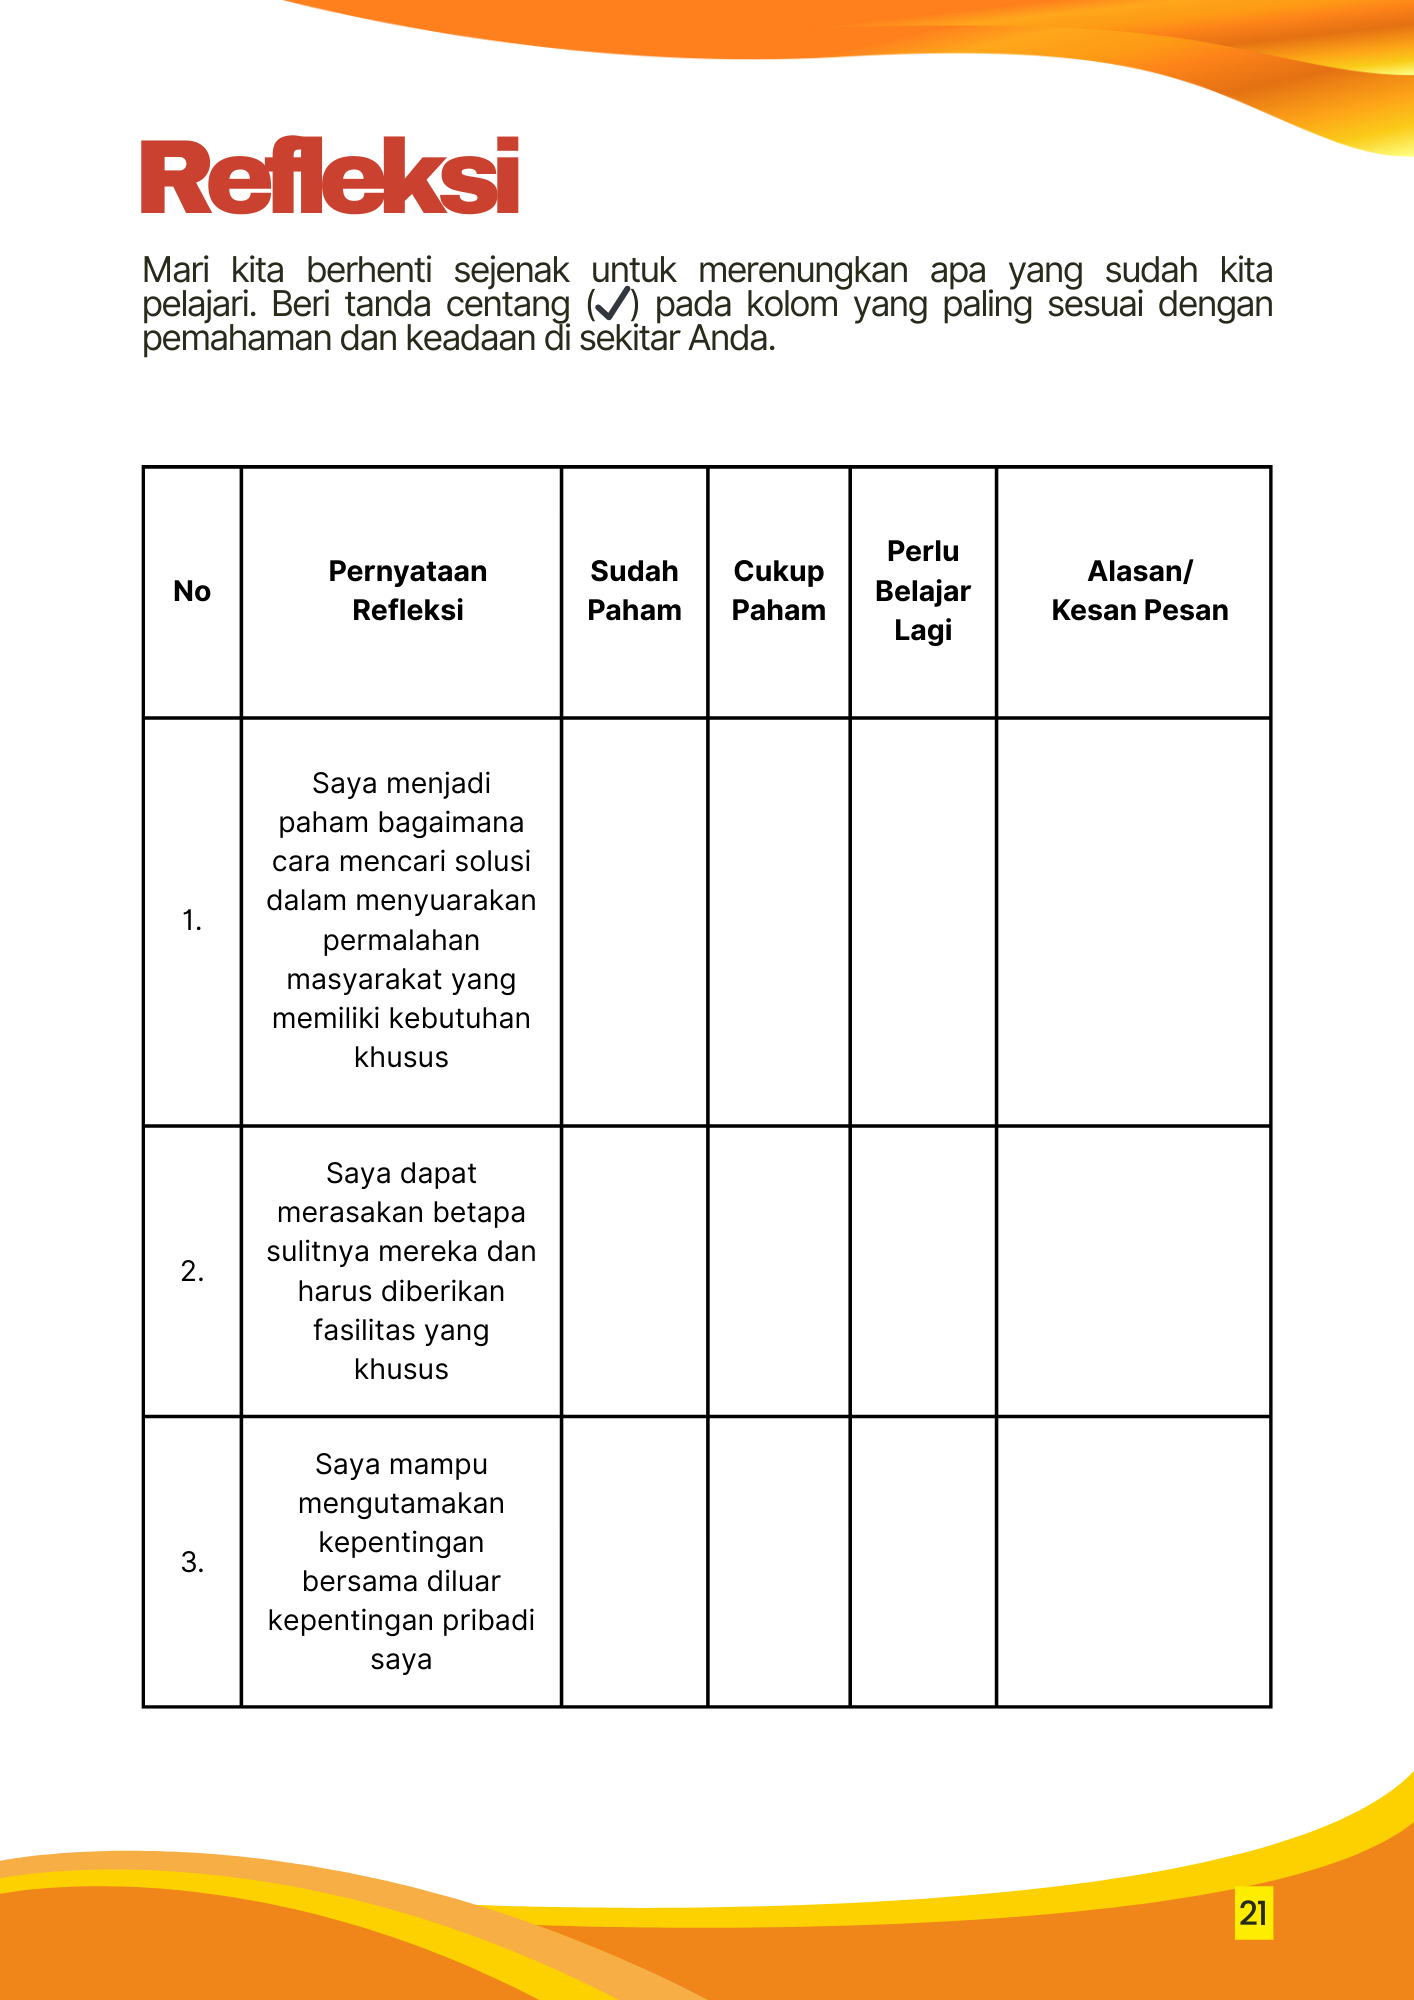 Refleksi
Mari kita berhenti sejenak untuk merenungkan apa yang sudah kita
pelajari. Beri tanda centang (✓) pada kolom yang paling sesuai dengan
pemahaman dan keadaan di sekitar Anda.
No
Pernyataan
Refleksi
Sudah
Paham
Cukup
Paham
Perlu
Belajar
Lagi
Alasan/
Kesan Pesan
1.
Saya menjadi
paham bagaimana
cara mencari solusi
dalam menyuarakan
permalahan
masyarakat yang
memiliki kebutuhan
khusus
2.
Saya dapat
merasakan betapa
sulitnya mereka dan
harus diberikan
fasilitas yang
khusus
3.
Saya mampu
mengutamakan
kepentingan
bersama diluar
kepentingan pribadi
saya
21